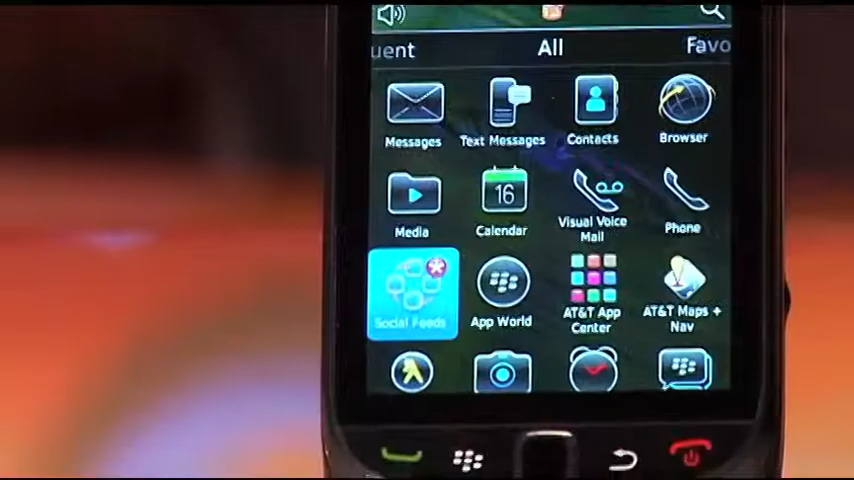 uent All Favo
Messages Text Messages Contacts Browser
16
Media Calendar Visual Voice Mail Phone
Social Feeds App World AT&T App Center AT&T Maps + Nav